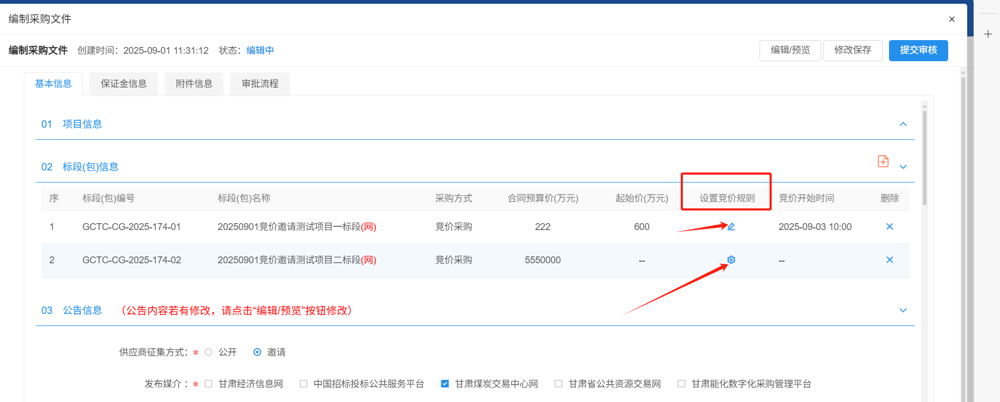 编制采购文件
编制采购文件 创建时间：2025-09-01 11:31:12 状态：编辑中 编辑/预览 修改保存 提交审核
基本信息 保证金信息 附件信息 审批流程
01 项目信息
02 标段(包)信息
序 标段(包)编号 标段(包)名称 采购方式 合同预算价(万元) 起始价(万元) 设置竞价规则 竞价开始时间 删除
1 GCTC-CG-2025-174-01 20250901竞价邀请测试项目一标段(网) 竞价采购 222 600 2025-09-03 10:00
2 GCTC-CG-2025-174-02 20250901竞价邀请测试项目二标段(网) 竞价采购 5550000 -- --
03 公告信息 （公告内容若有修改，请点击“编辑/预览”按钮修改）
供应商征集方式：* 公开 邀请
发布媒介：* 甘肃经济信息网 中国招标投标公共服务平台 甘肃煤炭交易中心网 甘肃省公共资源交易网 甘肃能化数字化采购管理平台